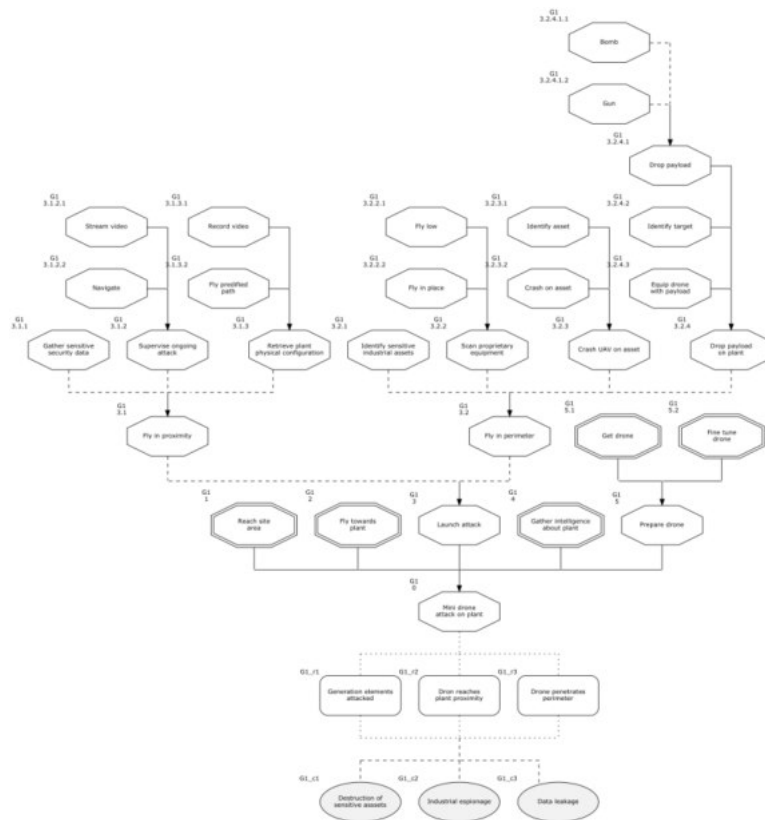 G1
3.2.4.1.1
Bomb
G1
3.2.4.1.2
Gun
G1
3.2.4.1
Drop payload
G1
3.1.2.1
Stream video
G1
3.1.3.1
Record video
G1
3.2.2.1
Fly low
G1
3.2.3.1
Identify asset
G1
3.2.4.2
Identify target
G1
3.1.2.2
Navigate
G1
3.1.3.2
Fly predified
path
G1
3.2.2.2
Fly in place
G1
3.2.3.2
Crash on asset
G1
3.2.4.3
Equip drone
with payload
G1
3.1.1
Gather sensitive
security data
G1
3.1.2
Supervise ongoing
attack
G1
3.1.3
Retrieve plant
physical configuration
G1
3.2.1
Identify sensitive
industrial assets
G1
3.2.2
Scan proprietary
equipment
G1
3.2.3
Crash UAV on asset
G1
3.2.4
Drop payload
on plant
G1
3.1
Fly in proximity
G1
3.2
Fly in perimeter
G1
5.1
Get drone
G1
5.2
Fine tune
drone
G1
1
Reach site
area
G1
2
Fly towards
plant
G1
3
Launch attack
G1
4
Gather intelligence
about plant
G1
5
Prepare drone
G1
0
Mini drone
attack on plant
G1_r1
Generation elements
attacked
G1_r2
Dron reaches
plant proximity
G1_r3
Drone penetrates
perimeter
G1_c1
Destruction of
sensitive asssets
G1_c2
Industrial espionage
G1_c3
Data leakage